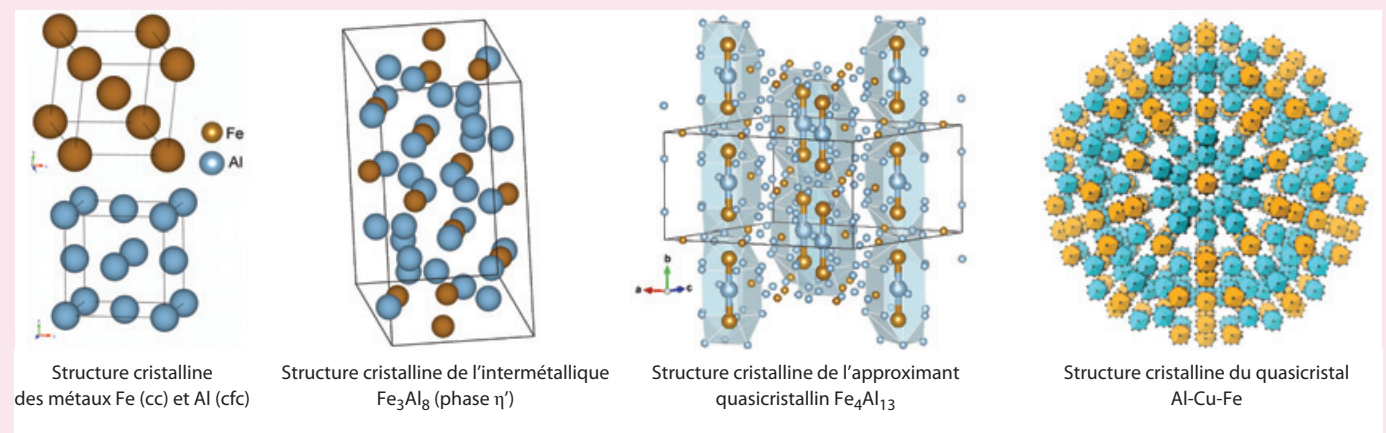 Fe
Al
b
a
c
Structure cristalline
des métaux Fe (cc) et Al (cfc)
Structure cristalline de l’intermétallique
Fe₃Al₈ (phase η’)
Structure cristalline de l’approximant
quasicristallin Fe₄Al₁₃
Structure cristalline du quasicristal
Al-Cu-Fe